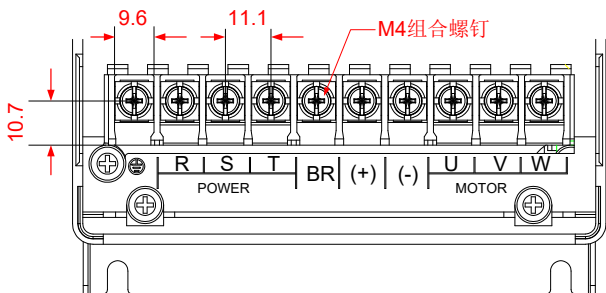 9.6
11.1
M4组合螺钉
10.7
R S T BR (+) (-) U V W
POWER
MOTOR